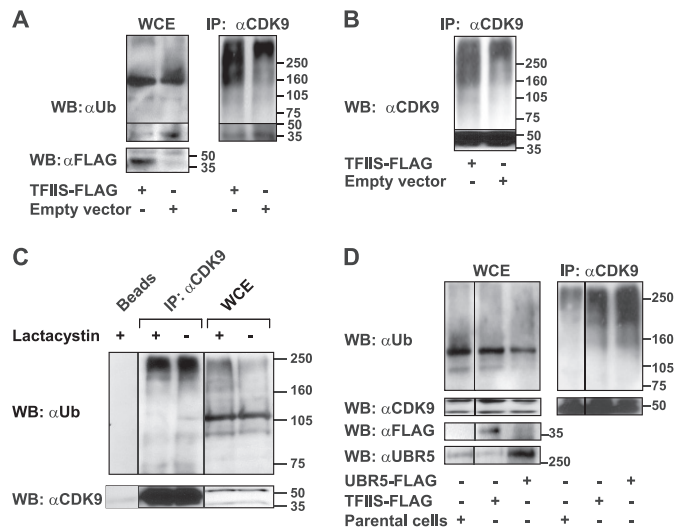 A
WCE
IP: αCDK9
WB: αUb
250
160
105
75
50
35
WB: αFLAG
50
35
TFIIS-FLAG + - + -
Empty vector - + - +
B
IP: αCDK9
WB: αCDK9
250
160
105
75
50
35
TFIIS-FLAG + -
Empty vector - +
C
Beads
IP: αCDK9
WCE
Lactacystin + + - + -
WB: αUb
250
160
105
75
WB: αCDK9
50
35
D
WCE
IP: αCDK9
WB: αUb
250
160
105
75
WB: αCDK9
50
WB: αFLAG
35
WB: αUBR5
250
UBR5-FLAG - - + - - +
TFIIS-FLAG - + - - + -
Parental cells + - - + - -